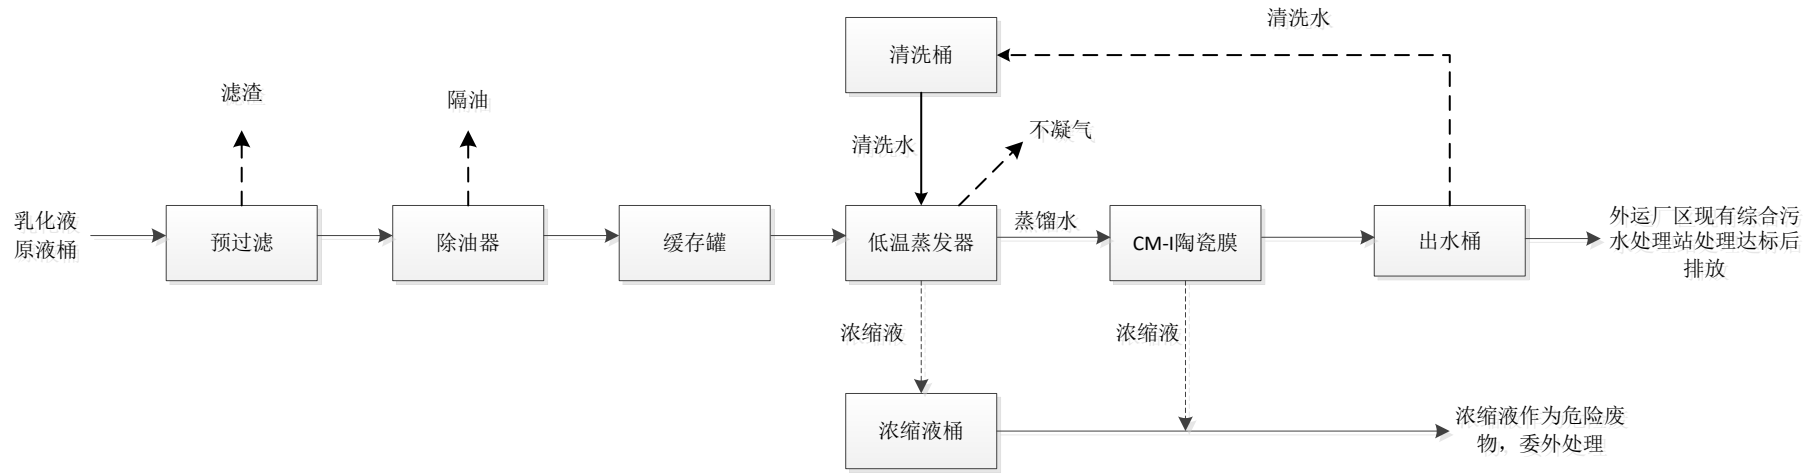 清洗水
清洗桶
滤渣
隔油
不凝气
清洗水
乳化液
原液桶
预过滤
除油器
缓存罐
低温蒸发器
蒸馏水
CM-I陶瓷膜
出水桶
外运厂区现有综合污
水处理站处理达标后
排放
浓缩液
浓缩液
浓缩液桶
浓缩液作为危险废
物，委外处理